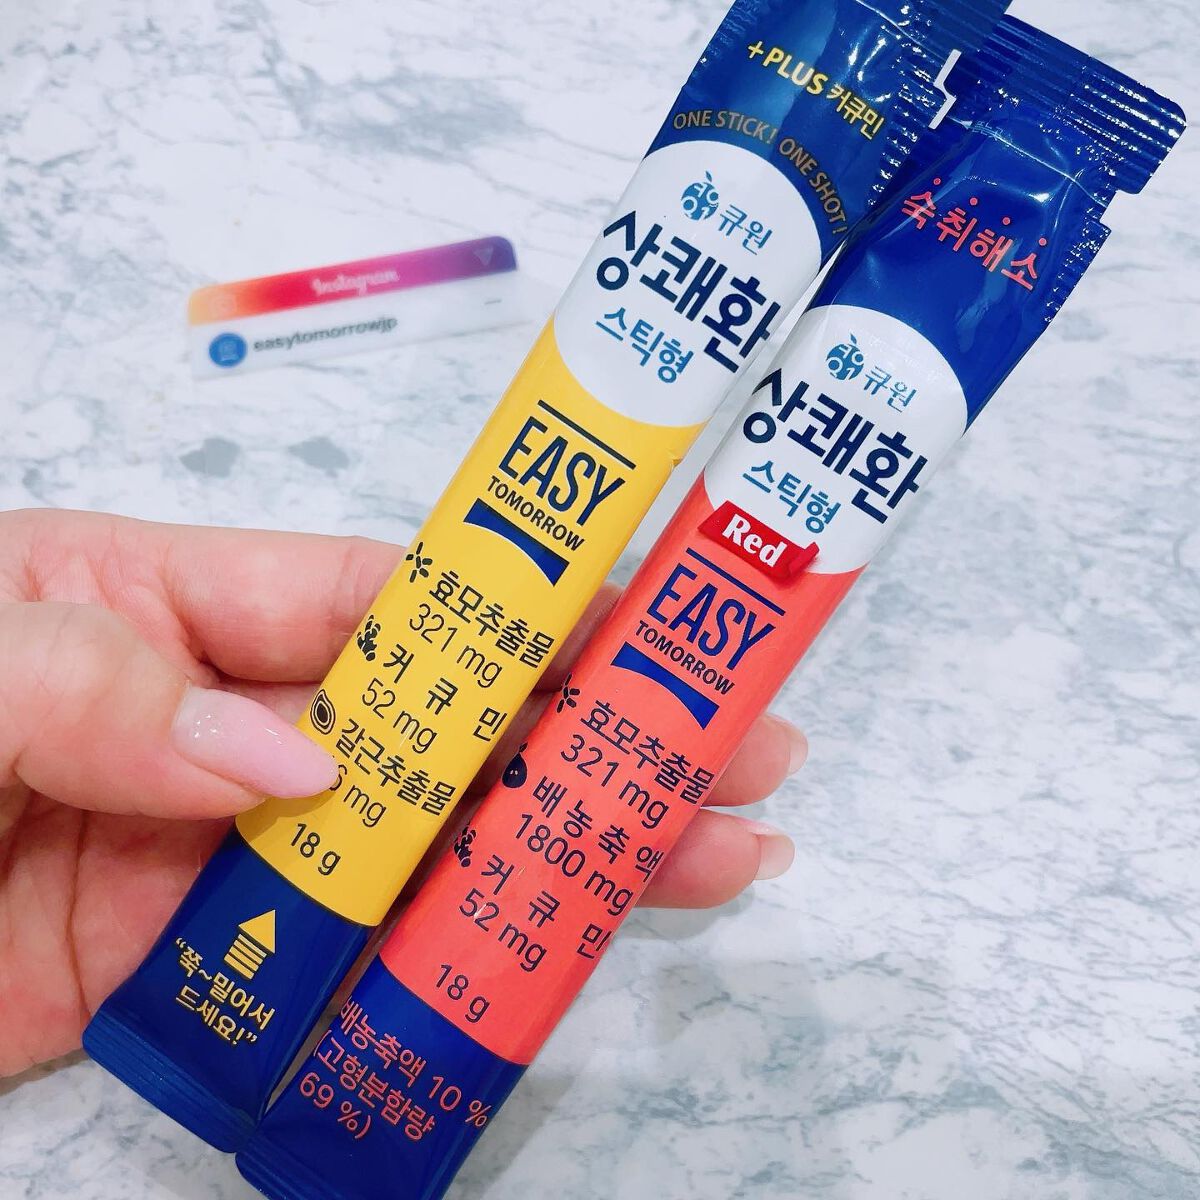 Instagram
easytomorrowjp
+PLUS 커큐민
ONE STICK! ONE SHOT!
큐원
상쾌환
스틱형
EASY
TOMORROW
효모추출물
321 mg
커큐민
52 mg
갈근추출물
6 mg
18 g
"쭉~밀어서
드세요!"
숙취해소
큐원
상쾌환
스틱형
Red
EASY
TOMORROW
효모추출물
321 mg
배농축액
1800 mg
커큐민
52 mg
18 g
배농축액 10 %
(고형분함량
69 %)